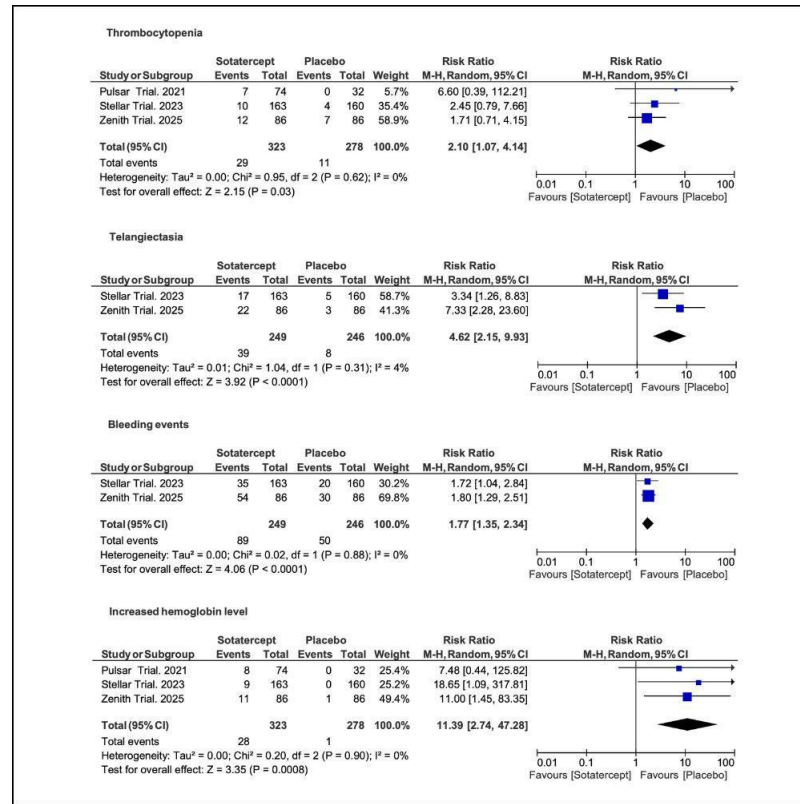 Thrombocytopenia
Sotatercept Placebo Risk Ratio Risk Ratio
Study or Subgroup Events Total Events Total Weight M-H, Random, 95% CI M-H, Random, 95% CI
Pulsar Trial. 2021 7 74 0 32 5.7% 6.60 [0.39, 112.21]
Stellar Trial. 2023 10 163 4 160 35.4% 2.45 [0.79, 7.66]
Zenith Trial. 2025 12 86 7 86 58.9% 1.71 [0.71, 4.15]
Total (95% CI) 323 278 100.0% 2.10 [1.07, 4.14]
Total events 29 11
Heterogeneity: Tau² = 0.00; Chi² = 0.95, df = 2 (P = 0.62); I² = 0%
Test for overall effect: Z = 2.15 (P = 0.03)
0.01 0.1 1 10 100
Favours [Sotatercept] Favours [Placebo]
Telangiectasia
Sotatercept Placebo Risk Ratio Risk Ratio
Study or Subgroup Events Total Events Total Weight M-H, Random, 95% CI M-H, Random, 95% CI
Stellar Trial. 2023 17 163 5 160 58.7% 3.34 [1.26, 8.83]
Zenith Trial. 2025 22 86 3 86 41.3% 7.33 [2.28, 23.60]
Total (95% CI) 249 246 100.0% 4.62 [2.15, 9.93]
Total events 39 8
Heterogeneity: Tau² = 0.01; Chi² = 1.04, df = 1 (P = 0.31); I² = 4%
Test for overall effect: Z = 3.92 (P < 0.0001)
0.01 0.1 1 10 100
Favours [Sotatercept] Favours [Placebo]
Bleeding events
Sotatercept Placebo Risk Ratio Risk Ratio
Study or Subgroup Events Total Events Total Weight M-H, Random, 95% CI M-H, Random, 95% CI
Stellar Trial. 2023 35 163 20 160 30.2% 1.72 [1.04, 2.84]
Zenith Trial. 2025 54 86 30 86 69.8% 1.80 [1.29, 2.51]
Total (95% CI) 249 246 100.0% 1.77 [1.35, 2.34]
Total events 89 50
Heterogeneity: Tau² = 0.00; Chi² = 0.02, df = 1 (P = 0.88); I² = 0%
Test for overall effect: Z = 4.06 (P < 0.0001)
0.01 0.1 1 10 100
Favours [Sotatercept] Favours [Placebo]
Increased hemoglobin level
Sotatercept Placebo Risk Ratio Risk Ratio
Study or Subgroup Events Total Events Total Weight M-H, Random, 95% CI M-H, Random, 95% CI
Pulsar Trial. 2021 8 74 0 32 25.4% 7.48 [0.44, 125.82]
Stellar Trial. 2023 9 163 0 160 25.2% 18.65 [1.09, 317.81]
Zenith Trial. 2025 11 86 1 86 49.4% 11.00 [1.45, 83.35]
Total (95% CI) 323 278 100.0% 11.39 [2.74, 47.28]
Total events 28 1
Heterogeneity: Tau² = 0.00; Chi² = 0.20, df = 2 (P = 0.90); I² = 0%
Test for overall effect: Z = 3.35 (P = 0.0008)
0.01 0.1 1 10 100
Favours [Sotatercept] Favours [Placebo]